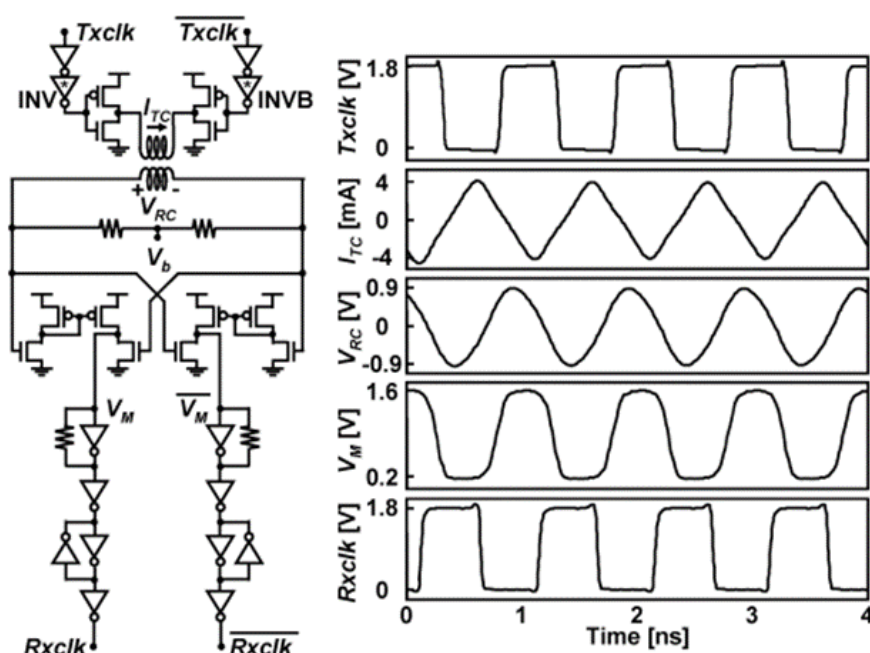 Txclk
Txclk
*
*
INV
I_TC
INVB
+
-
V_RC
V_b
V_M
V_M
Rxclk
Rxclk
Txclk [V]
1.8
0
I_TC [mA]
4
0
-4
V_RC [V]
0.9
0
-0.9
V_M [V]
1.6
0.2
Rxclk [V]
1.8
0
0 1 2 3 4
Time [ns]